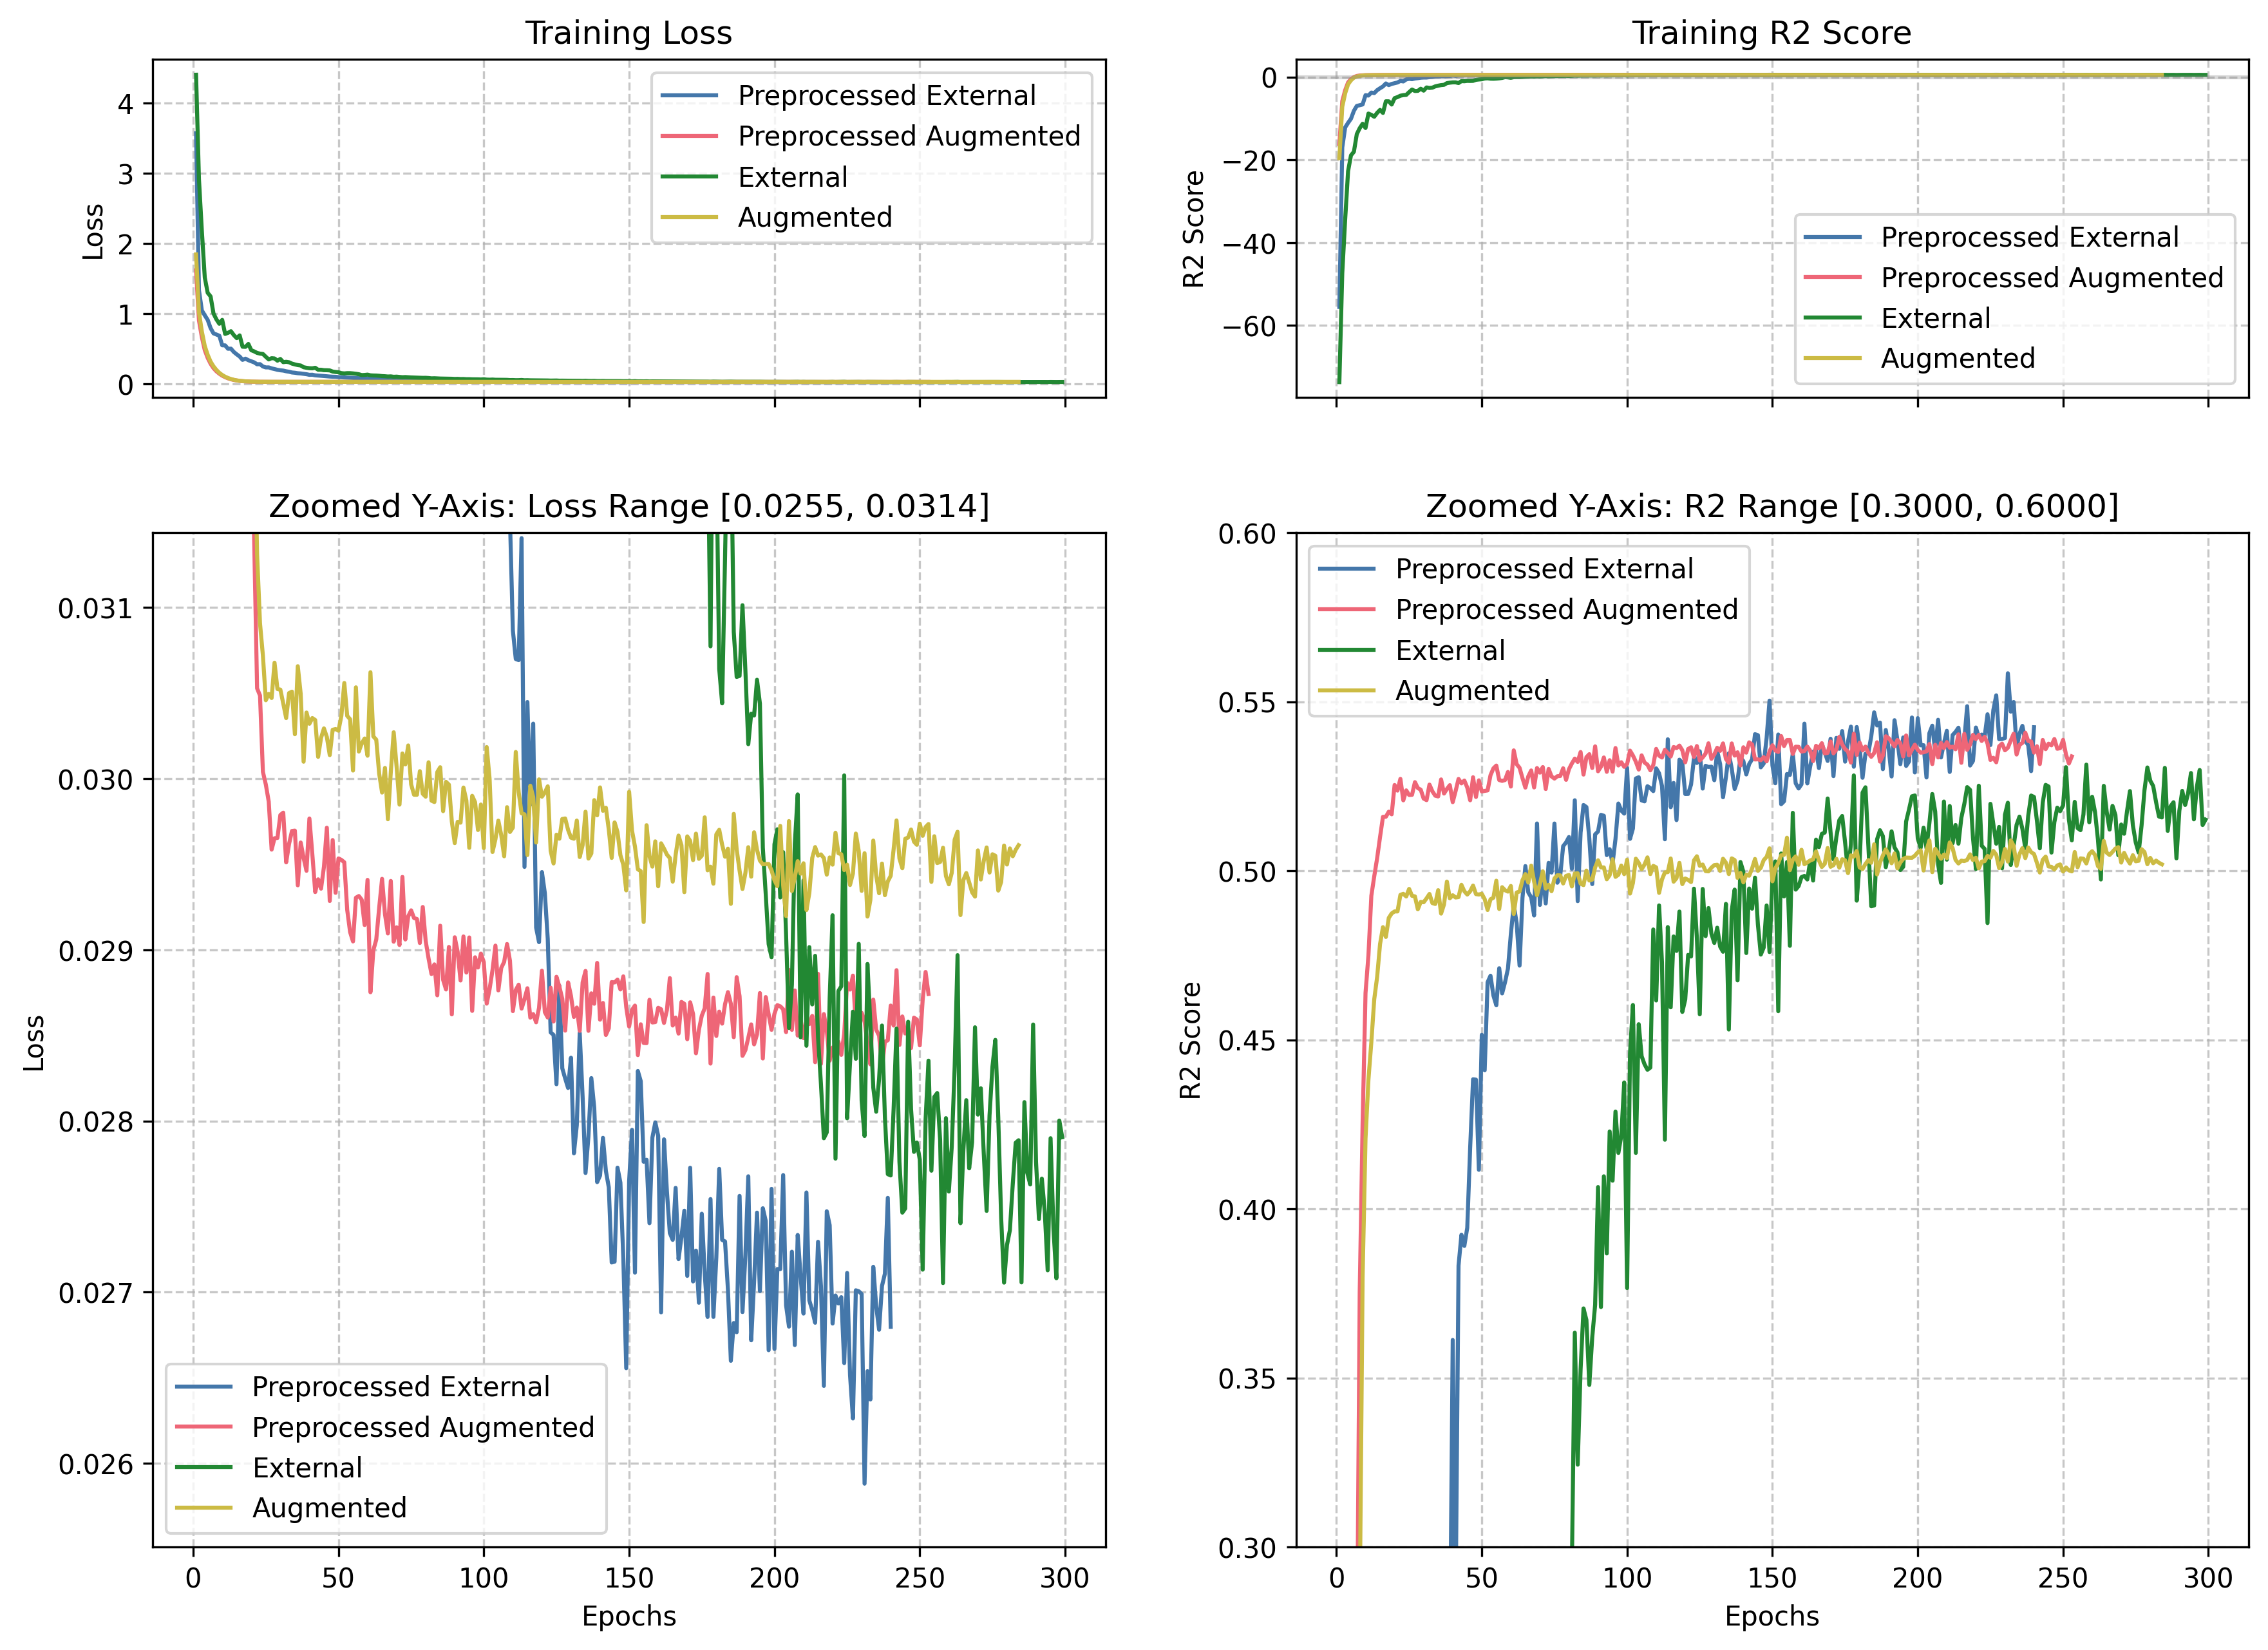 Training Loss
4
3
2
1
0
Loss
Preprocessed External
Preprocessed Augmented
External
Augmented
Training R2 Score
0
−20
−40
−60
R2 Score
Preprocessed External
Preprocessed Augmented
External
Augmented
Zoomed Y-Axis: Loss Range [0.0255, 0.0314]
0.031
0.030
0.029
0.028
0.027
0.026
Loss
Preprocessed External
Preprocessed Augmented
External
Augmented
0 50 100 150 200 250 300
Epochs
Zoomed Y-Axis: R2 Range [0.3000, 0.6000]
0.60
0.55
0.50
0.45
0.40
0.35
0.30
R2 Score
Preprocessed External
Preprocessed Augmented
External
Augmented
0 50 100 150 200 250 300
Epochs